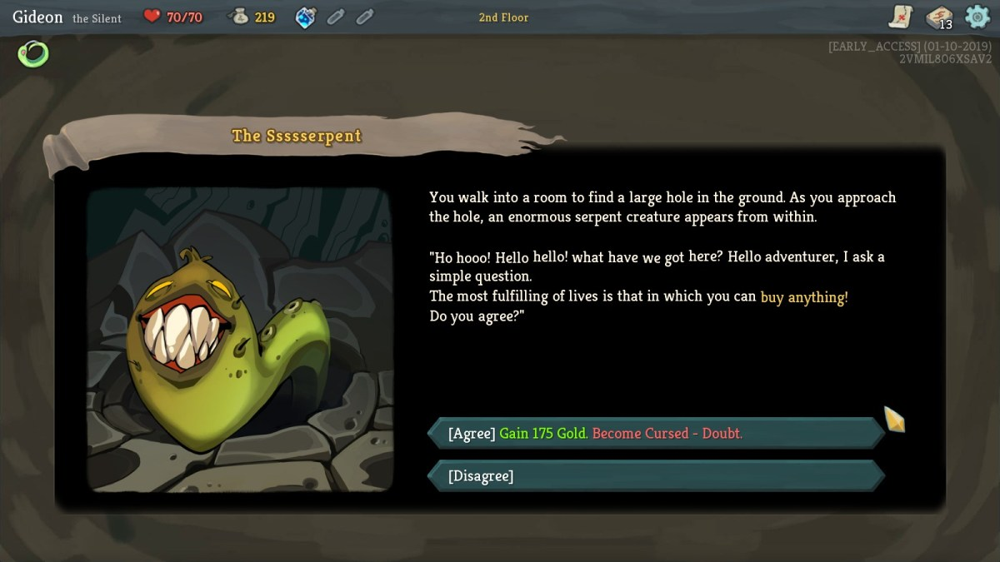 Gideon the Silent 70/70 219 2nd Floor 13
[EARLY_ACCESS] (01-10-2019)
2VMIL806XSAV2
The Ssssserpent
You walk into a room to find a large hole in the ground. As you approach
the hole, an enormous serpent creature appears from within.
"Ho hooo! Hello hello! what have we got here? Hello adventurer, I ask a
simple question.
The most fulfilling of lives is that in which you can buy anything!
Do you agree?"
[Agree] Gain 175 Gold. Become Cursed - Doubt.
[Disagree]